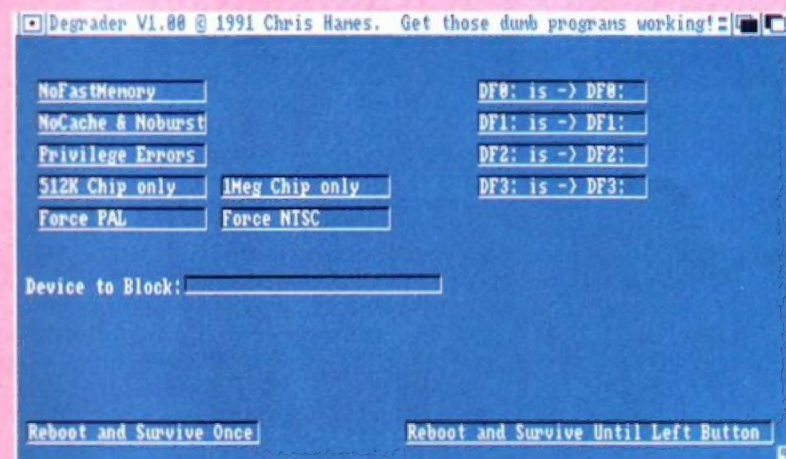 Degrader V1.00 © 1991 Chris Hames. Get those dumb programs working!
NoFastMemory
DF0: is -> DF0:
NoCache & Noburst
DF1: is -> DF1:
Privilege Errors
DF2: is -> DF2:
512K Chip only
1Meg Chip only
DF3: is -> DF3:
Force PAL
Force NTSC
Device to Block:
Reboot and Survive Once
Reboot and Survive Until Left Button